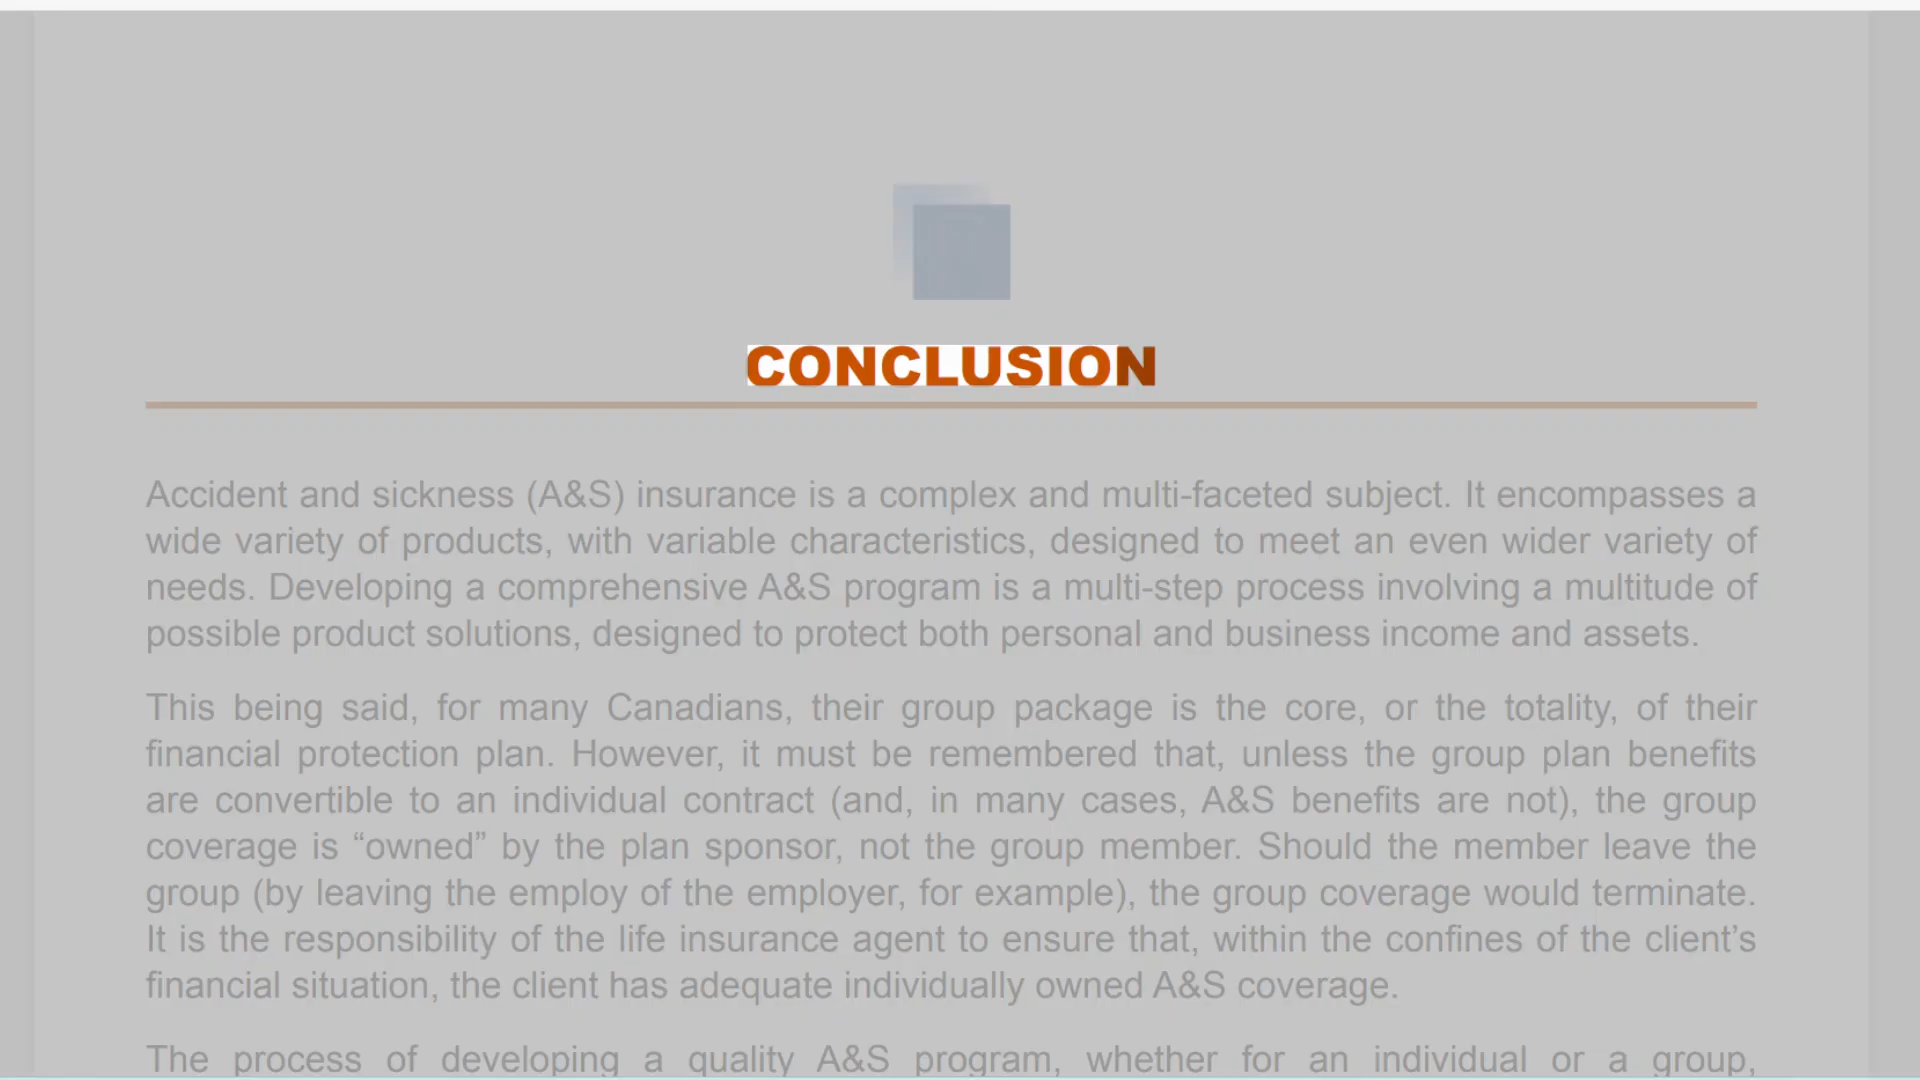 CONCLUSION
Accident and sickness (A&S) insurance is a complex and multi-faceted subject. It encompasses a
wide variety of products, with variable characteristics, designed to meet an even wider variety of
needs. Developing a comprehensive A&S program is a multi-step process involving a multitude of
possible product solutions, designed to protect both personal and business income and assets.
This being said, for many Canadians, their group package is the core, or the totality, of their
financial protection plan. However, it must be remembered that, unless the group plan benefits
are convertible to an individual contract (and, in many cases, A&S benefits are not), the group
coverage is “owned” by the plan sponsor, not the group member. Should the member leave the
group (by leaving the employ of the employer, for example), the group coverage would terminate.
It is the responsibility of the life insurance agent to ensure that, within the confines of the client’s
financial situation, the client has adequate individually owned A&S coverage.
The process of developing a quality A&S program, whether for an individual or a group,